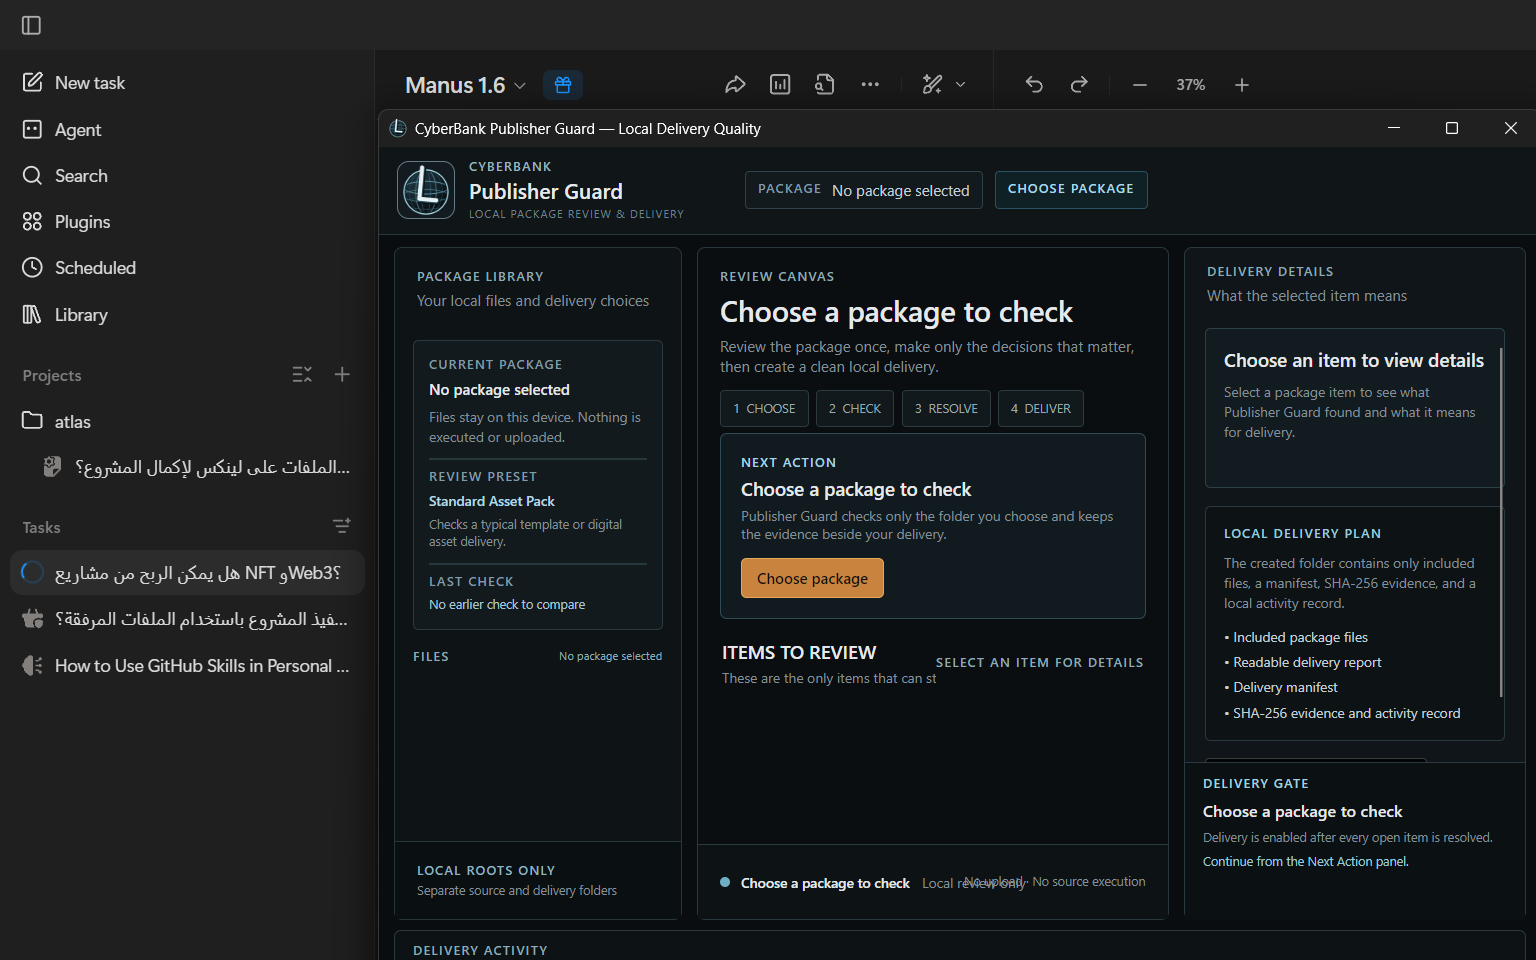 New task
Agent
Search
Plugins
Scheduled
Library
Projects
atlas
الملفات على لينكس لإكمال المشروع؟...
Tasks
هل يمكن الربح من مشاريع NFT وWeb3؟
فيذ المشروع باستخدام الملفات المرفقة؟...
How to Use GitHub Skills in Personal ...
Manus 1.6
37%
CyberBank Publisher Guard — Local Delivery Quality
CYBERBANK
Publisher Guard
LOCAL PACKAGE REVIEW & DELIVERY
PACKAGE No package selected
CHOOSE PACKAGE
PACKAGE LIBRARY
Your local files and delivery choices
CURRENT PACKAGE
No package selected
Files stay on this device. Nothing is
executed or uploaded.
REVIEW PRESET
Standard Asset Pack
Checks a typical template or digital
asset delivery.
LAST CHECK
No earlier check to compare
FILES
No package selected
LOCAL ROOTS ONLY
Separate source and delivery folders
REVIEW CANVAS
Choose a package to check
Review the package once, make only the decisions that matter,
then create a clean local delivery.
1 CHOOSE
2 CHECK
3 RESOLVE
4 DELIVER
NEXT ACTION
Choose a package to check
Publisher Guard checks only the folder you choose and keeps
the evidence beside your delivery.
Choose package
ITEMS TO REVIEW
These are the only items that can st
SELECT AN ITEM FOR DETAILS
Choose a package to check
Local review only
No upload · No source execution
DELIVERY DETAILS
What the selected item means
Choose an item to view details
Select a package item to see what
Publisher Guard found and what it means
for delivery.
LOCAL DELIVERY PLAN
The created folder contains only included
files, a manifest, SHA-256 evidence, and a
local activity record.
• Included package files
• Readable delivery report
• Delivery manifest
• SHA-256 evidence and activity record
DELIVERY GATE
Choose a package to check
Delivery is enabled after every open item is resolved.
Continue from the Next Action panel.
DELIVERY ACTIVITY